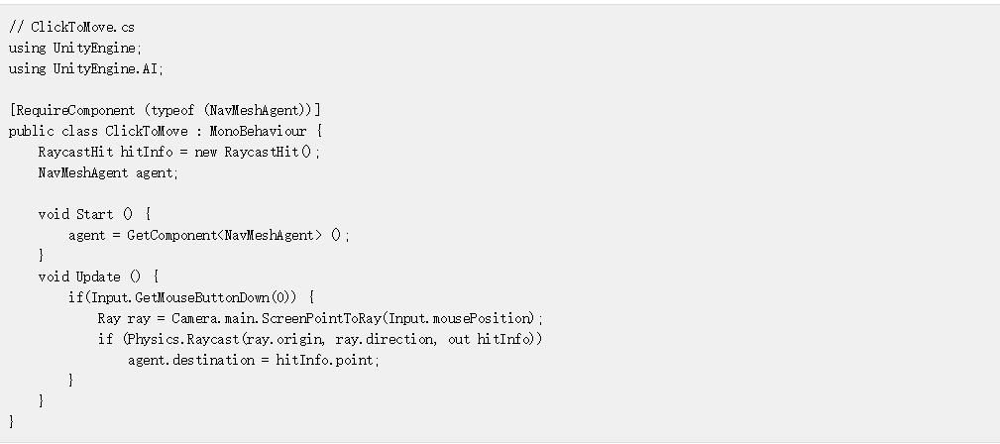 // ClickToMove.cs
using UnityEngine;
using UnityEngine.AI;

[RequireComponent (typeof (NavMeshAgent))]
public class ClickToMove : MonoBehaviour {
    RaycastHit hitInfo = new RaycastHit();
    NavMeshAgent agent;

    void Start () {
        agent = GetComponent<NavMeshAgent> ();
    }
    void Update () {
        if(Input.GetMouseButtonDown(0)) {
            Ray ray = Camera.main.ScreenPointToRay(Input.mousePosition);
            if (Physics.Raycast(ray.origin, ray.direction, out hitInfo))
                agent.destination = hitInfo.point;
        }
    }
}